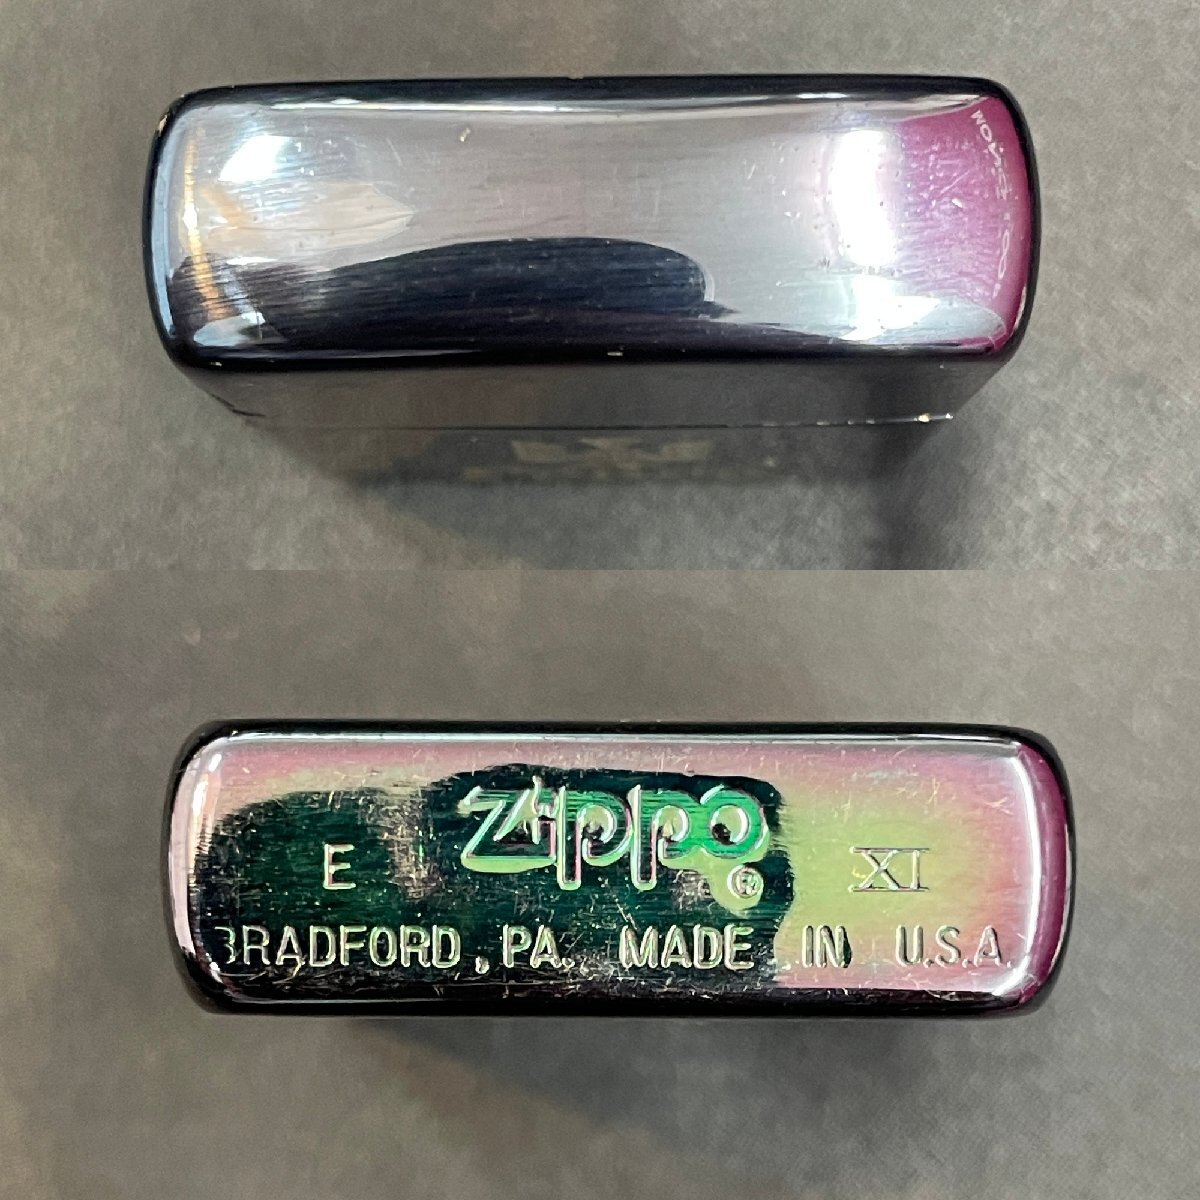 zippo ®
E XI
BRADFORD, PA. MADE IN U.S.A.